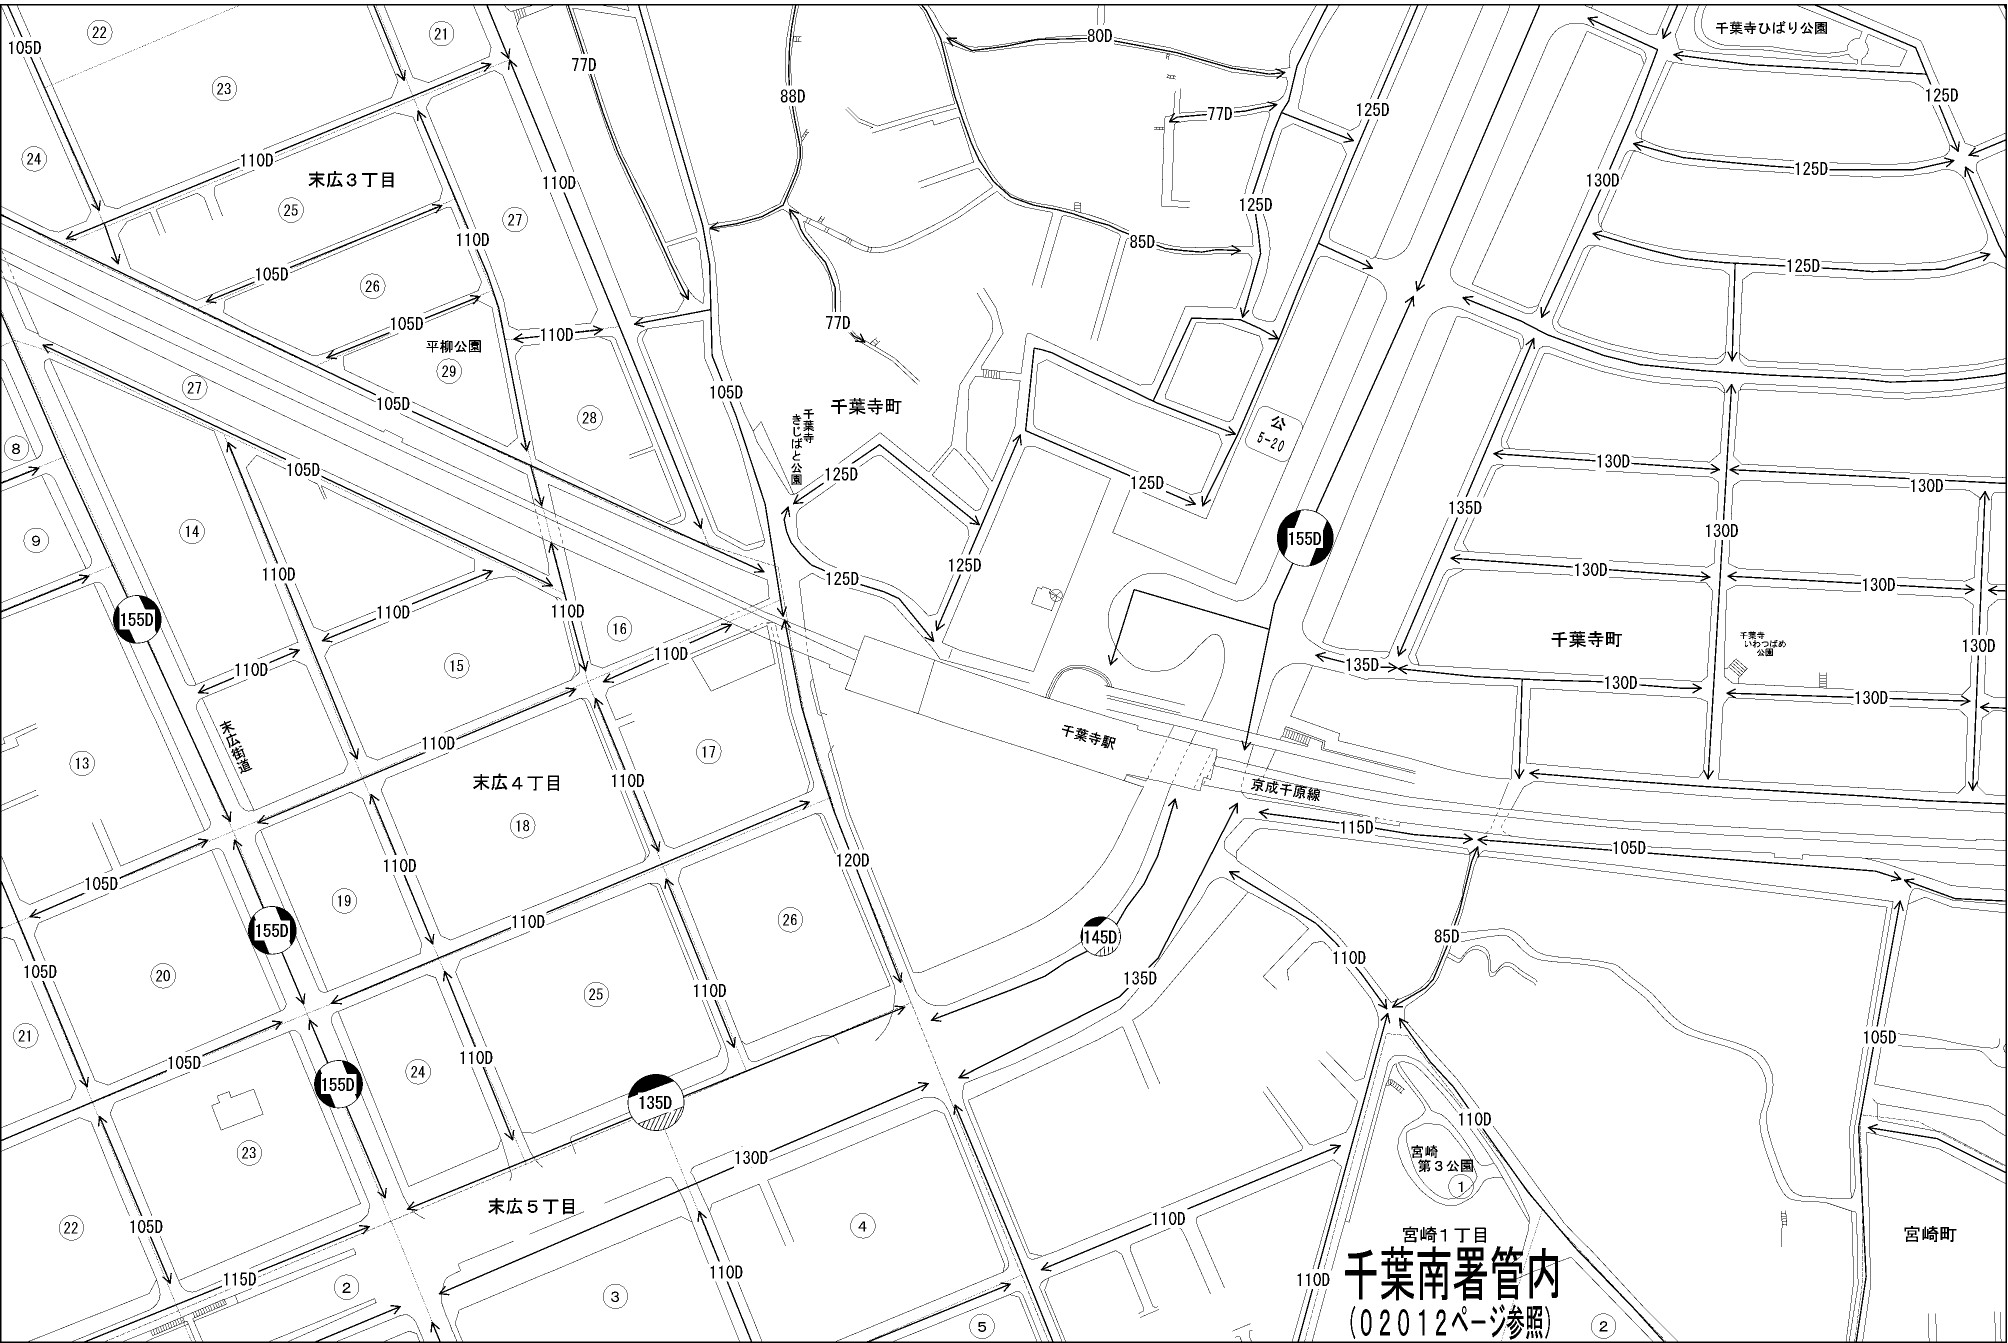 22
105D
21
77D
80D
千葉寺ひばり公園
23
88D
125D
125D
77D
24
110D
末広3丁目
110D
130D
125D
25
27
125D
110D
85D
105D
26
125D
77D
105D
110D
平柳公園
29
27
105D
105D
28
千葉寺町
千葉寺
きじばと公園
公
5-20
8
105D
125D
125D
130D
130D
135D
14
9
155D
130D
110D
125D
125D
130D
130D
110D
110D
155D
16
千葉寺町
千葉寺
いわつばめ
公園
130D
110D
110D
15
135D
130D
130D
末広街道
110D
17
千葉寺駅
13
末広4丁目
110D
京成千原線
18
115D
105D
110D
120D
105D
19
110D
26
155D
145D
85D
110D
105D
20
25
110D
135D
21
105D
110D
24
105D
155D
135D
110D
23
130D
宮崎
第3公園
1
末広5丁目
22
105D
4
110D
宮崎1丁目
宮崎町
115D
2
3
110D
110D
千葉南署管内
(02012ページ参照)
5
2